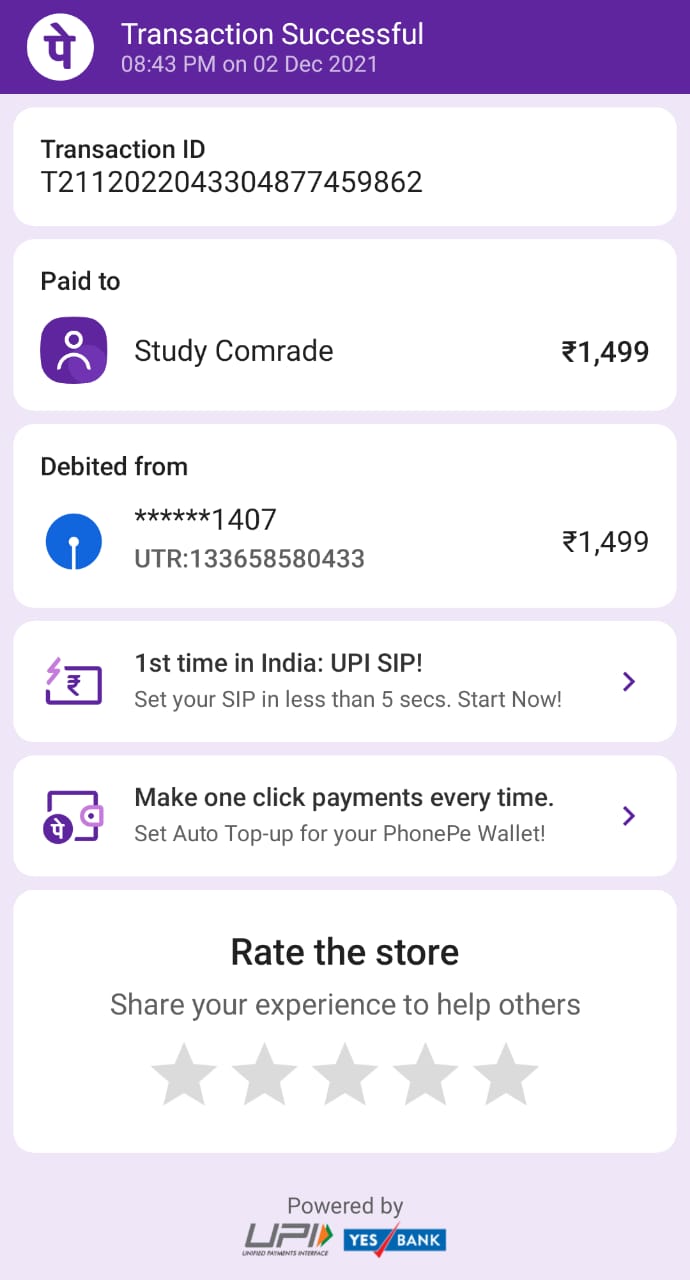 पे
Transaction Successful
08:43 PM on 02 Dec 2021
Transaction ID
T2112022043304877459862
Paid to
Study Comrade
₹1,499
Debited from
******1407
₹1,499
UTR:133658580433
₹
1st time in India: UPI SIP!
Set your SIP in less than 5 secs. Start Now!
पे
Make one click payments every time.
Set Auto Top-up for your PhonePe Wallet!
Rate the store
Share your experience to help others
Powered by
UPI
UNIFIED PAYMENTS INTERFACE
YES BANK